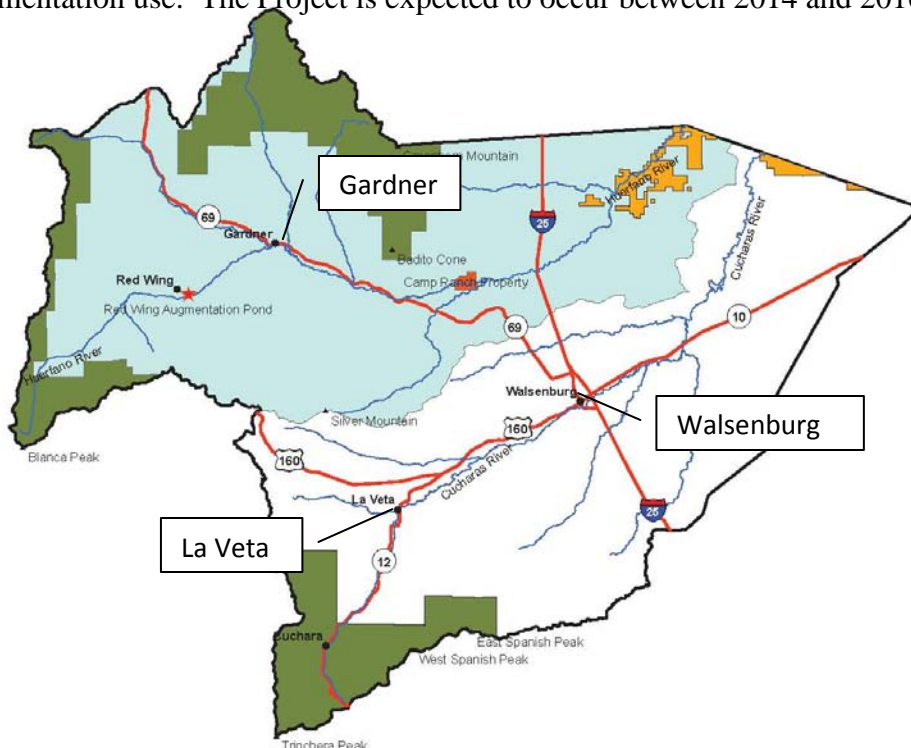 mentation use. The Project is expected to occur between 2014 and
Mountain
Huerfano River
Gardner
69
25
Gardner
Cucharas River
Badito Cone
Red Wing
Camp Ranch Property
Red Wing Augmentation Pond
10
69
Huerfano River
Walsenburg
Silver Mountain
160
Walsenburg
Blanca Peak
160
Cucharas River
La Veta
25
La Veta
12
Cuchara
East Spanish Peak
West Spanish Peak
Trinchera Peak